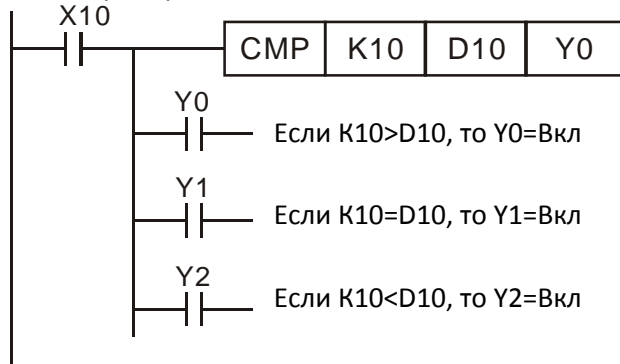 X10
CMP K10 D10 Y0
Y0
Если K10>D10, то Y0=Вкл
Y1
Если K10=D10, то Y1=Вкл
Y2
Если K10<D10, то Y2=Вкл